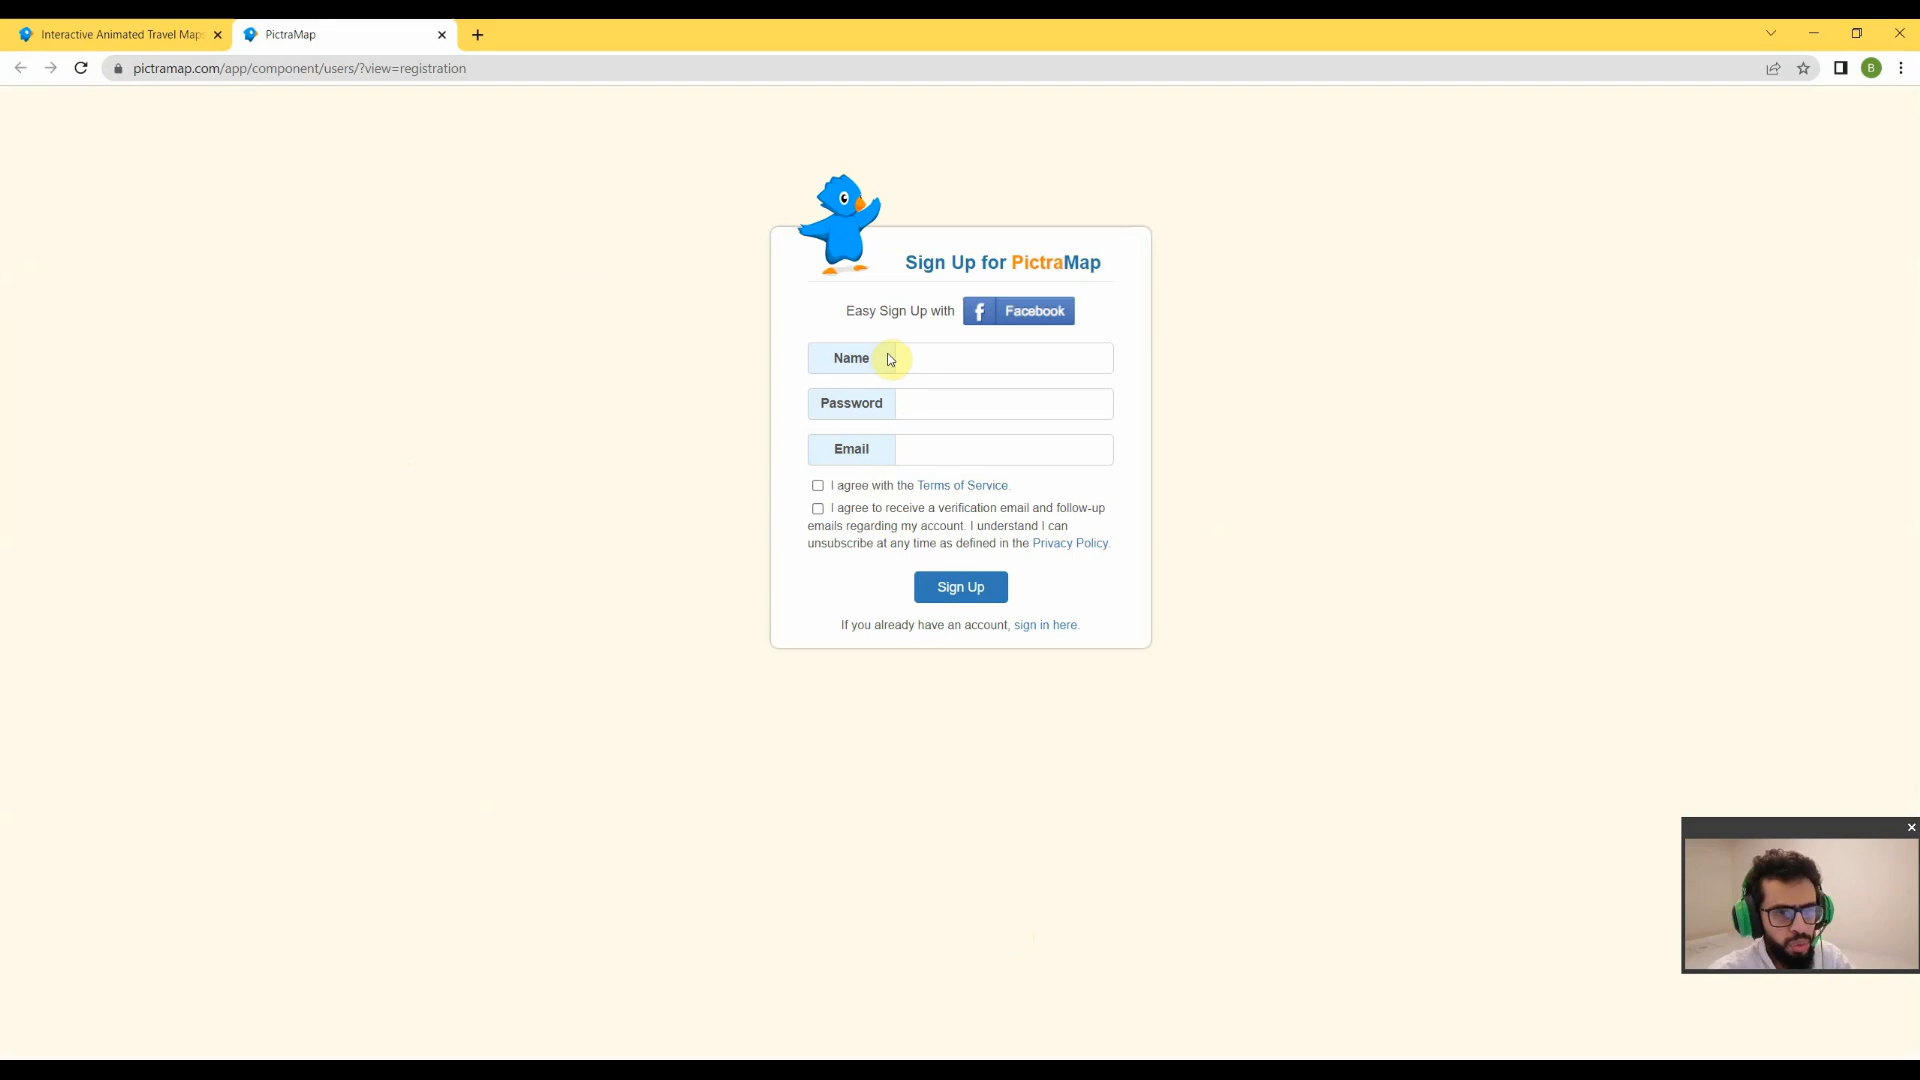 Interactive Animated Travel Maps
PictraMap
pictramap.com/app/component/users/?view=registration
B
Sign Up for PictraMap
Easy Sign Up with
f Facebook
Name
Password
Email
I agree with the Terms of Service.
I agree to receive a verification email and follow-up
emails regarding my account. I understand I can
unsubscribe at any time as defined in the Privacy Policy.
Sign Up
If you already have an account, sign in here.